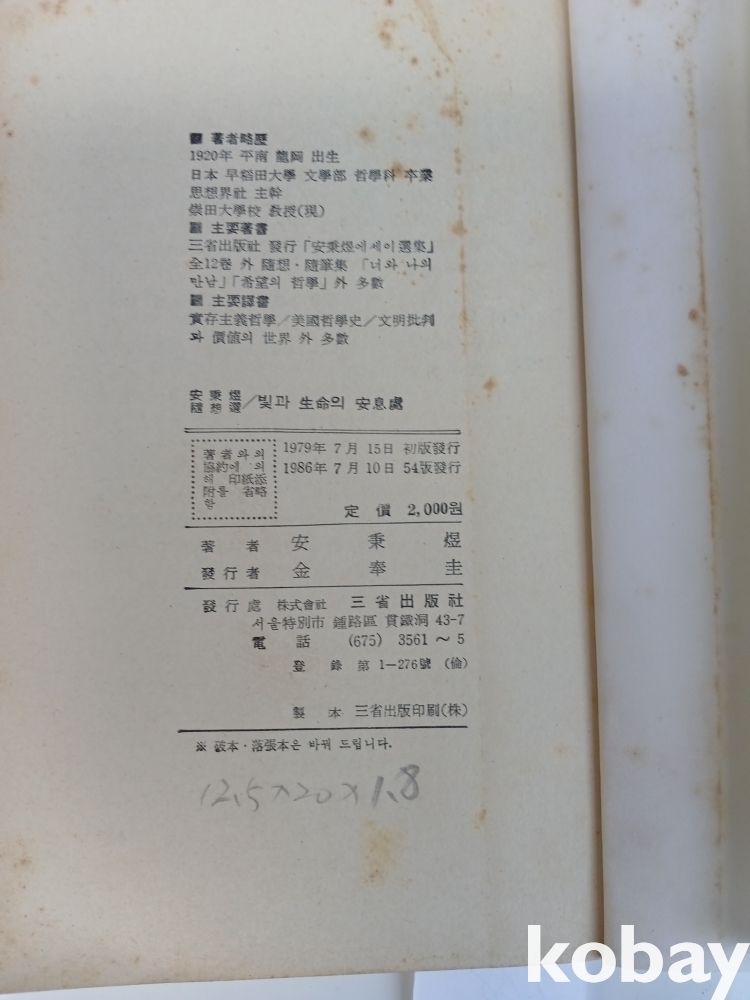 ▩ 著者略歷
1920年 平南 龍岡 出生
日本 早稻田大學 文學部 哲學科 卒業
思想界社 主幹
崇田大學校 敎授(現)
▩ 主要著書
三省出版社 發行「安秉煜에세이選集」
全12卷 外 隨想·隨筆集 「너와 나의
만남」「希望의 哲學」外 多數
▩ 主要譯書
實存主義哲學/美國哲學史/文明批判
과 價値의 世界 外 多數
安秉煜
隨想選/빛과 生命의 安息處
著者와의
協約에 의
해 印紙添
附를 省略
함
1979年 7月 15日 初版發行
1986年 7月 10日 54版發行
定 價 2,000원
著 者 安 秉 煜
發行者 金 奉 圭
發行處 株式會社 三省出版社
서울特別市 鍾路區 貫鐵洞 43-7
電 話 (675) 3561~5
登 錄 第 1-276號 (倫)
製 本 三省出版印刷(株)
※ 破本·落張本은 바꿔 드립니다.
12.5×20×1.8
kobay